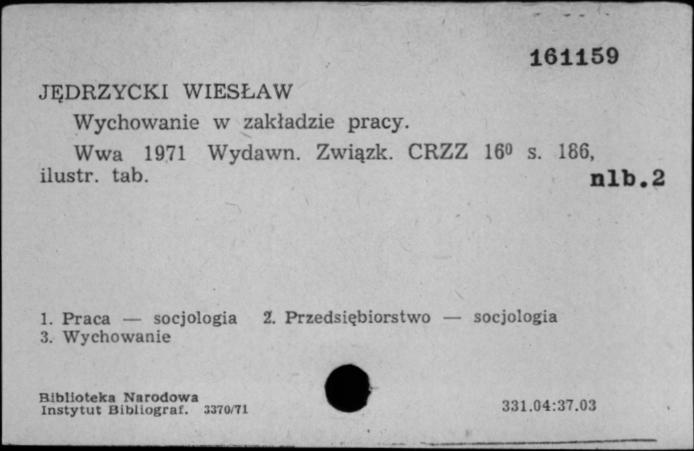 161159
JĘDRZYCKI WIESŁAW
Wychowanie w zakładzie pracy.
Wwa 1971 Wydawn. Związk. CRZZ 16⁰ s. 186,
ilustr. tab. nlb.2
1. Praca — socjologia 2. Przedsiębiorstwo — socjologia
3. Wychowanie
Biblioteka Narodowa
Instytut Bibliograf. 3370/71
331.04:37.03